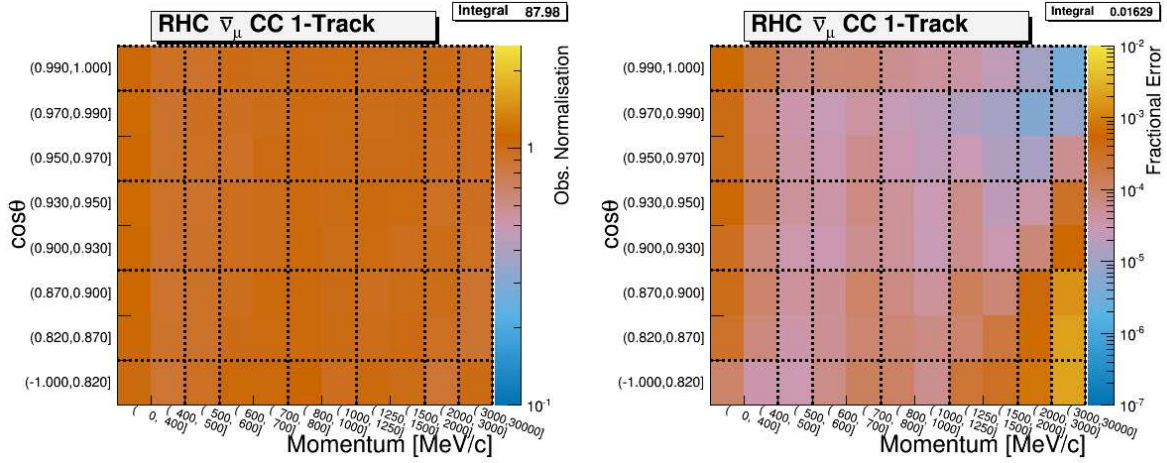 RHC ν̅μ CC 1-Track
Integral 87.98
(0.990,1.000]
(0.970,0.990]
(0.950,0.970]
(0.930,0.950]
(0.900,0.930]
(0.870,0.900]
(0.820,0.870]
(-1.000,0.820]
cosθ
1
10-1
Obs. Normalisation
( 0, 400]
( 400, 500]
( 500, 600]
( 600, 700]
( 700, 800]
( 800, 1000]
( 1000, 1250]
( 1250, 1500]
( 1500, 2000]
( 2000, 3000]
( 3000, 30000]
Momentum [MeV/c]
RHC ν̅μ CC 1-Track
Integral 0.01629
(0.990,1.000]
(0.970,0.990]
(0.950,0.970]
(0.930,0.950]
(0.900,0.930]
(0.870,0.900]
(0.820,0.870]
(-1.000,0.820]
cosθ
10-2
10-3
10-4
10-5
10-6
10-7
Fractional Error
( 0, 400]
( 400, 500]
( 500, 600]
( 600, 700]
( 700, 800]
( 800, 1000]
( 1000, 1250]
( 1250, 1500]
( 1500, 2000]
( 2000, 3000]
( 3000, 30000]
Momentum [MeV/c]